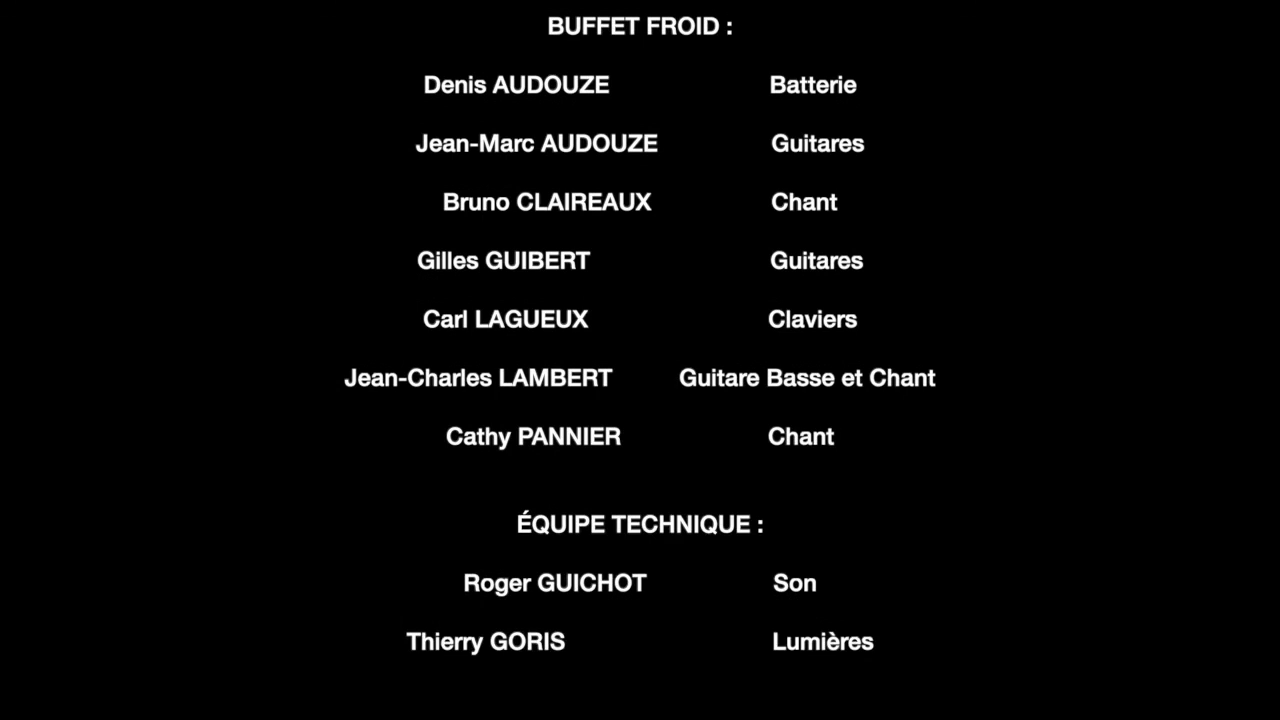 BUFFET FROID :
Denis AUDOUZE Batterie
Jean-Marc AUDOUZE Guitares
Bruno CLAIREAUX Chant
Gilles GUIBERT Guitares
Carl LAGUEUX Claviers
Jean-Charles LAMBERT Guitare Basse et Chant
Cathy PANNIER Chant
ÉQUIPE TECHNIQUE :
Roger GUICHOT Son
Thierry GORIS Lumières